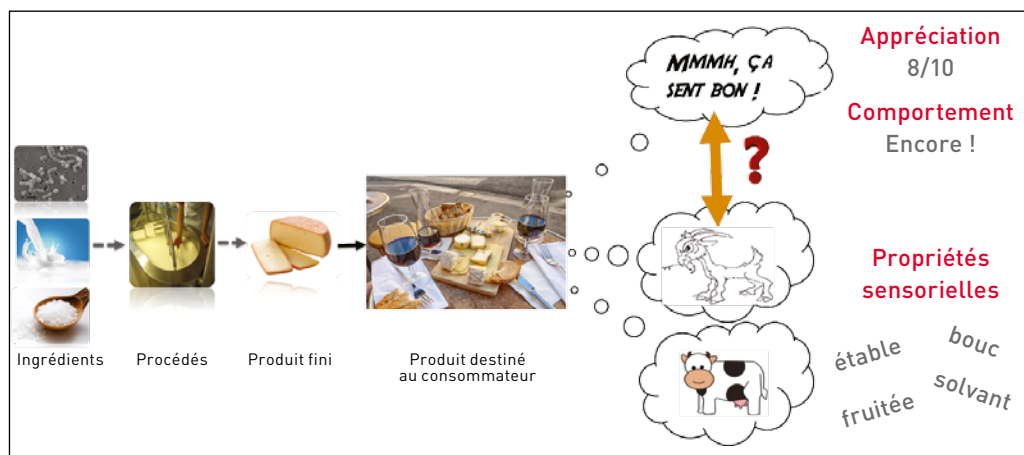 MMMH, ÇA
SENT BON !
Appréciation
8/10
Comportement
Encore !
?
Ingrédients
Procédés
Produit fini
Produit destiné
au consommateur
Propriétés
sensorielles
étable
bouc
fruitée
solvant